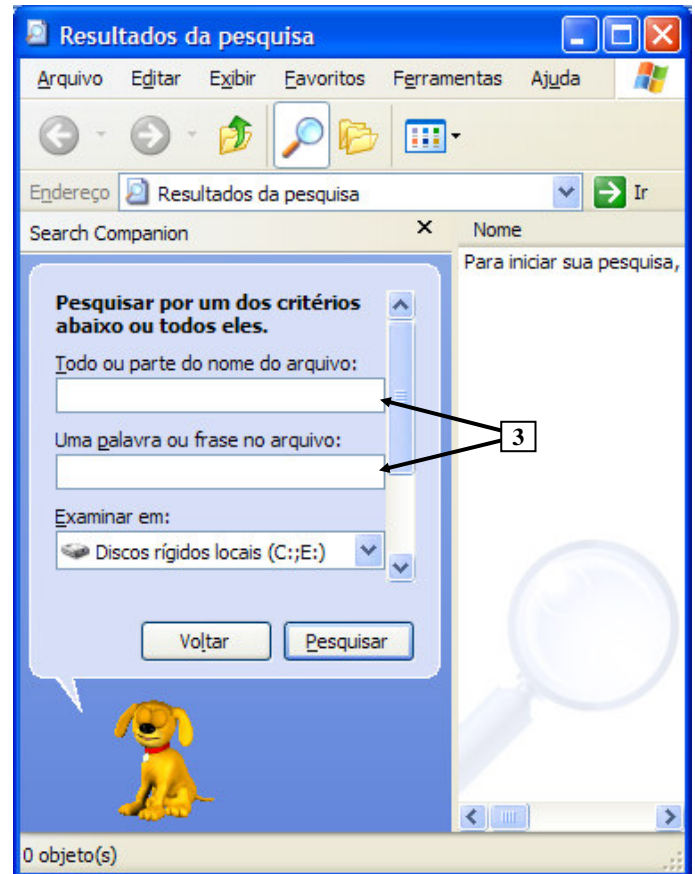 Resultados da pesquisa
Arquivo Editar Exibir Favoritos Ferramentas Ajuda
Endereço Resultados da pesquisa Ir
Search Companion
Nome
Para iniciar sua pesquisa,
Pesquisar por um dos critérios
abaixo ou todos eles.
Todo ou parte do nome do arquivo:
Uma palavra ou frase no arquivo:
3
Examinar em:
Discos rígidos locais (C:;E:)
Voltar Pesquisar
0 objeto(s)